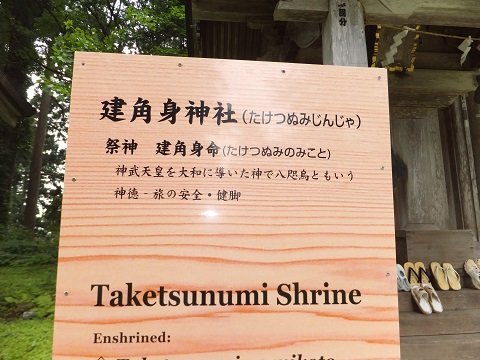 建角身神社(たけつぬみじんじゃ)
祭神　建角身命(たけつぬみのみこと)
神武天皇を大和に導いた神で八咫烏ともいう
神徳－旅の安全・健脚
Taketsunumi Shrine
Enshrined: